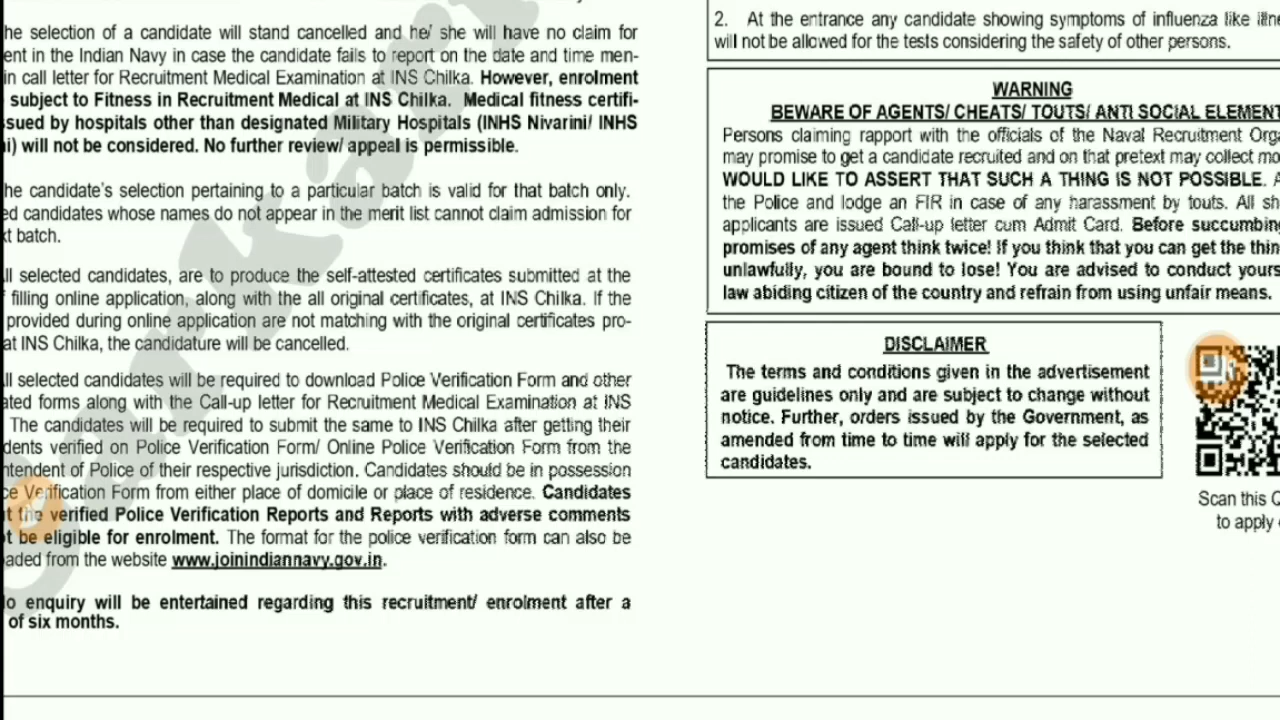 he selection of a candidate will stand cancelled and he/ she will have no claim for
ent in the Indian Navy in case the candidate fails to report on the date and time men-
in call letter for Recruitment Medical Examination at INS Chilka. However, enrolment
subject to Fitness in Recruitment Medical at INS Chilka. Medical fitness certifi-
ssued by hospitals other than designated Military Hospitals (INHS Nivarini/ INHS
i) will not be considered. No further review/ appeal is permissible.
he candidate's selection pertaining to a particular batch is valid for that batch only.
ed candidates whose names do not appear in the merit list cannot claim admission for
xt batch.
ll selected candidates, are to produce the self-attested certificates submitted at the
filling online application, along with the all original certificates, at INS Chilka. If the
provided during online application are not matching with the original certificates pro-
at INS Chilka, the candidature will be cancelled.
ll selected candidates will be required to download Police Verification Form and other
ated forms along with the Call-up letter for Recruitment Medical Examination at INS
The candidates will be required to submit the same to INS Chilka after getting their
dents verified on Police Verification Form/ Online Police Verification Form from the
ntendent of Police of their respective jurisdiction. Candidates should be in possession
ce Verification Form from either place of domicile or place of residence. Candidates
t the verified Police Verification Reports and Reports with adverse comments
t be eligible for enrolment. The format for the police verification form can also be
aded from the website www.joinindiannavy.gov.in.
o enquiry will be entertained regarding this recruitment/ enrolment after a
of six months.
2. At the entrance any candidate showing symptoms of influenza like illne
will not be allowed for the tests considering the safety of other persons.
WARNING
BEWARE OF AGENTS/ CHEATS/ TOUTS/ ANTI SOCIAL ELEMENT
Persons claiming rapport with the officials of the Naval Recruitment Orga
may promise to get a candidate recruited and on that pretext may collect mo
WOULD LIKE TO ASSERT THAT SUCH A THING IS NOT POSSIBLE. A
the Police and lodge an FIR in case of any harassment by touts. All sh
applicants are issued Call-up letter cum Admit Card. Before succumbing
promises of any agent think twice! If you think that you can get the thin
unlawfully, you are bound to lose! You are advised to conduct yours
law abiding citizen of the country and refrain from using unfair means.
DISCLAIMER
The terms and conditions given in the advertisement
are guidelines only and are subject to change without
notice. Further, orders issued by the Government, as
amended from time to time will apply for the selected
candidates.
Scan this Q
to apply